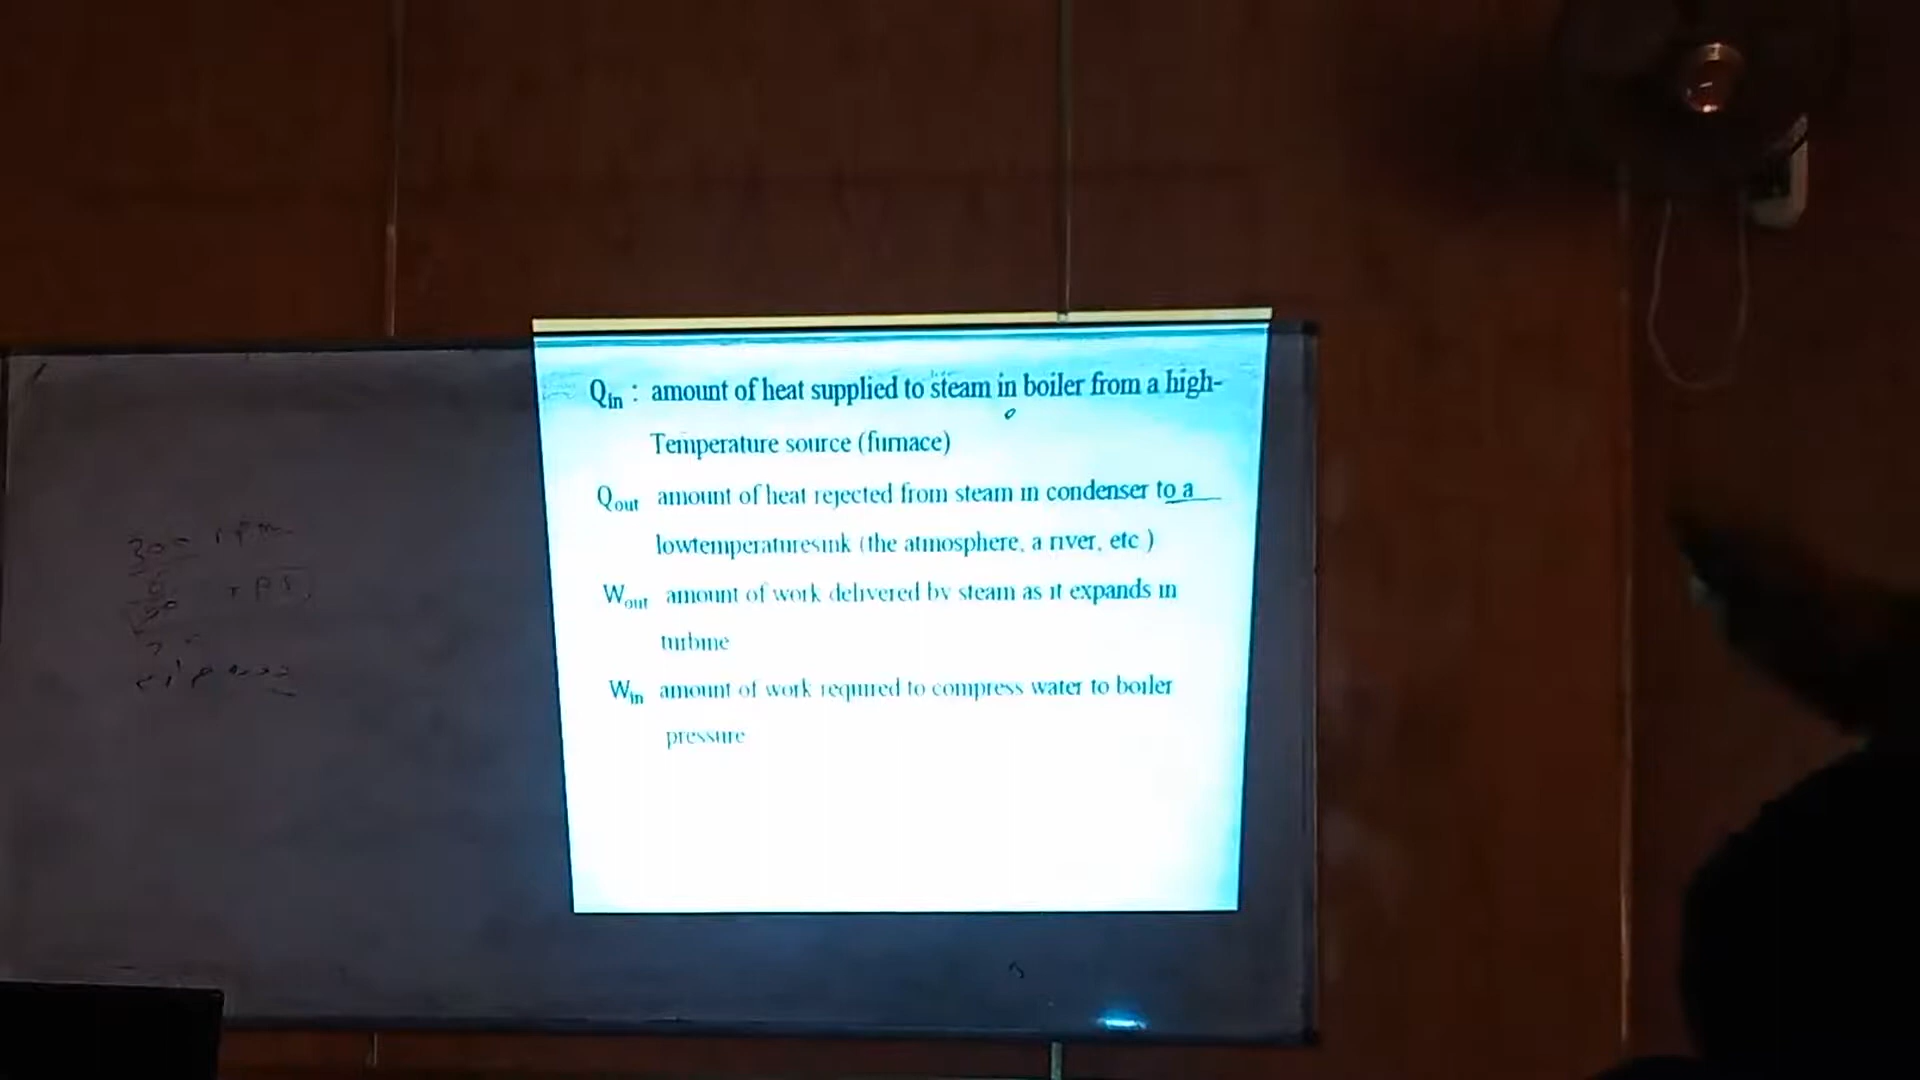 Qin : amount of heat supplied to steam in boiler from a high-
Temperature source (furnace)
Qout amount of heat rejected from steam in condenser to a
lowtemperaturesink (the atmosphere, a river, etc )
Wout amount of work delivered by steam as it expands in
turbine
Win amount of work required to compress water to boiler
pressure
300 rpm